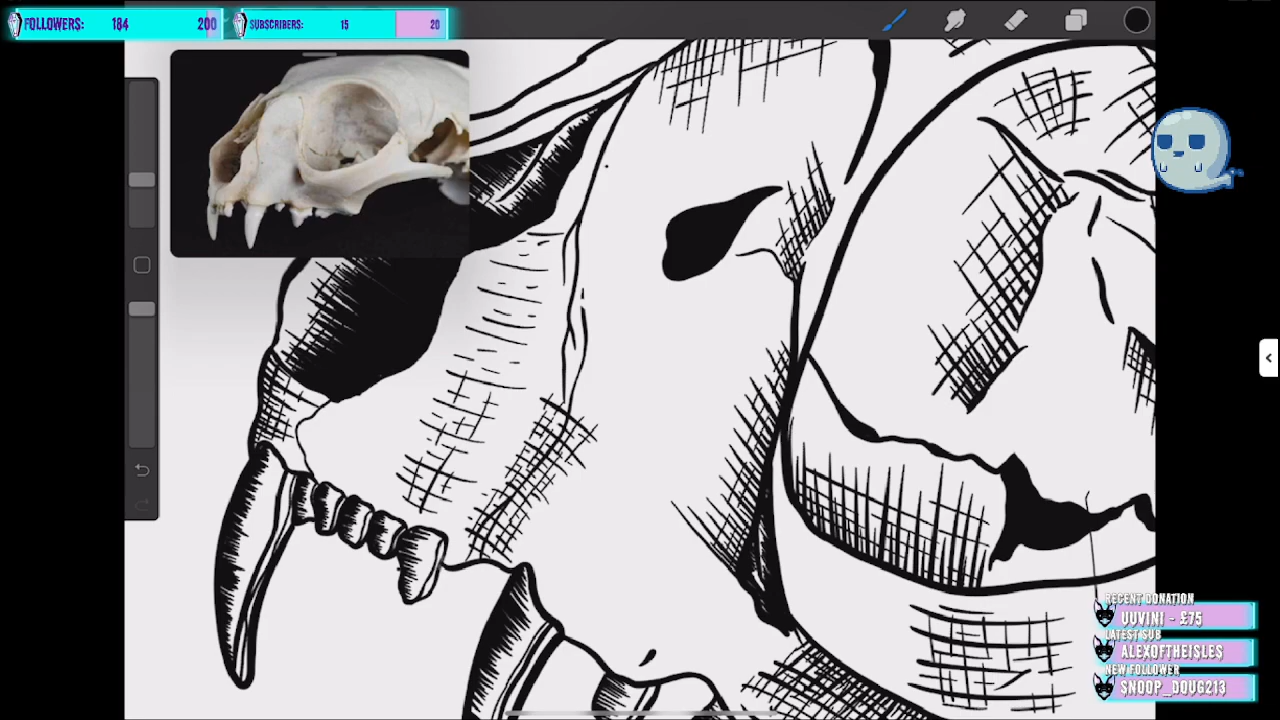 FOLLOWERS: 184 200
SUBSCRIBERS: 15 20
RECENT DONATION
UUVINI - £75
LATEST SUB
ALEXOFTHEISLES
NEW FOLLOWER
SNOOP_DOUG213